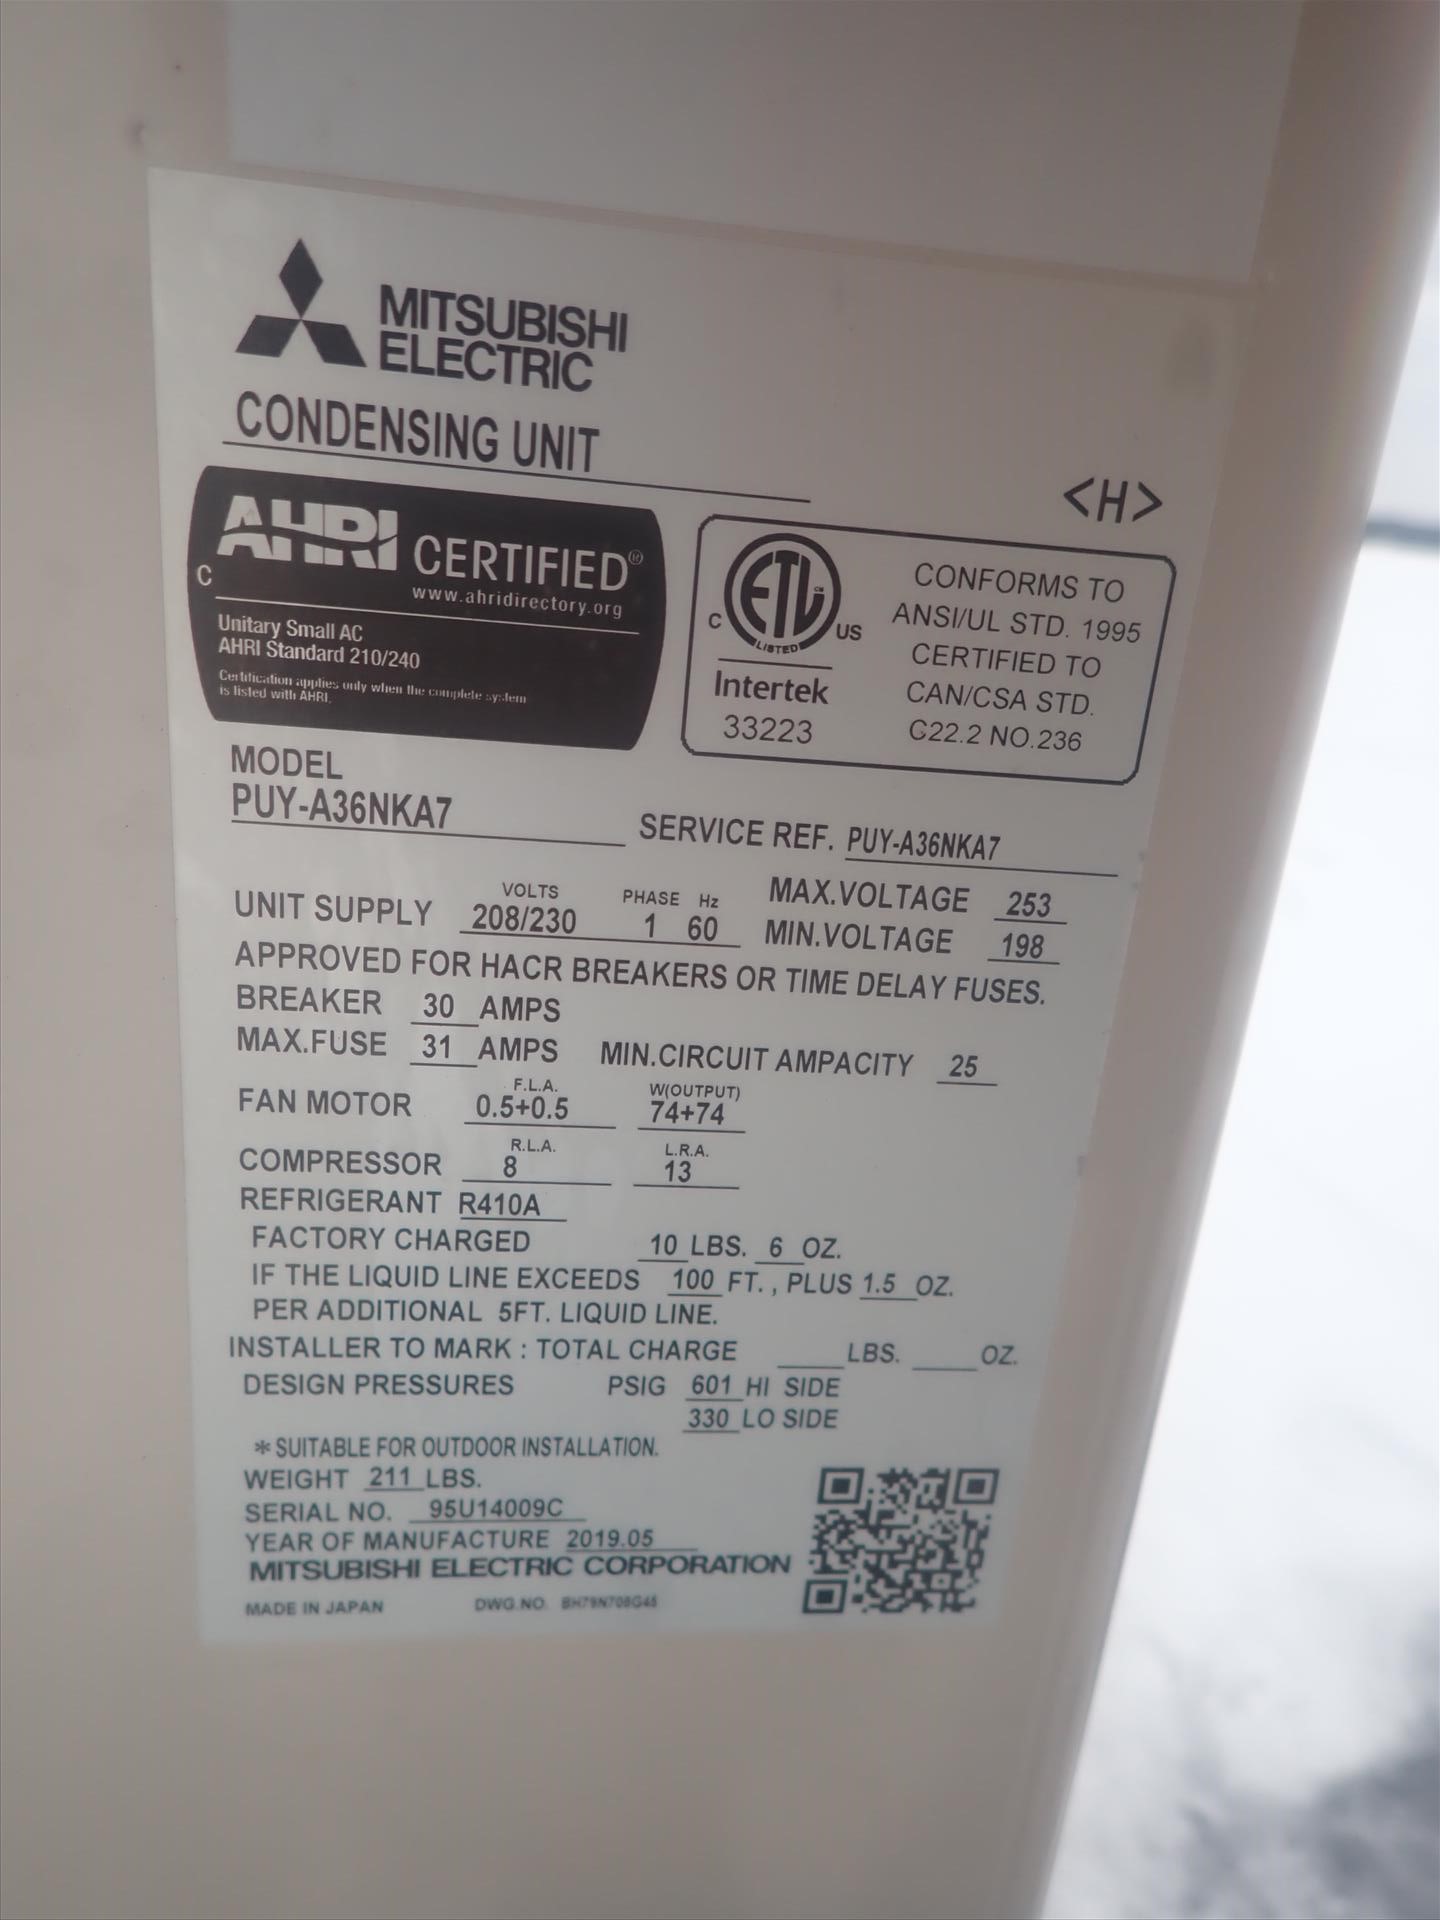 MITSUBISHI
ELECTRIC
CONDENSING UNIT
<H>
C AHRI CERTIFIED®
www.ahridirectory.org
Unitary Small AC
AHRI Standard 210/240
Certification applies only when the complete system
is listed with AHRI.
C ETL CM US
LISTED
Intertek
33223
CONFORMS TO
ANSI/UL STD. 1995
CERTIFIED TO
CAN/CSA STD.
C22.2 NO.236
MODEL
PUY-A36NKA7
SERVICE REF. PUY-A36NKA7
VOLTS PHASE Hz
UNIT SUPPLY 208/230 1 60
MAX.VOLTAGE 253
MIN.VOLTAGE 198
APPROVED FOR HACR BREAKERS OR TIME DELAY FUSES.
BREAKER 30 AMPS
MAX.FUSE 31 AMPS MIN.CIRCUIT AMPACITY 25
F.L.A. W(OUTPUT)
FAN MOTOR 0.5+0.5 74+74
R.L.A. L.R.A.
COMPRESSOR 8 13
REFRIGERANT R410A
FACTORY CHARGED 10 LBS. 6 OZ.
IF THE LIQUID LINE EXCEEDS 100 FT., PLUS 1.5 OZ.
PER ADDITIONAL 5FT. LIQUID LINE.
INSTALLER TO MARK : TOTAL CHARGE ____ LBS. ____ OZ.
DESIGN PRESSURES PSIG 601 HI SIDE
330 LO SIDE
*SUITABLE FOR OUTDOOR INSTALLATION.
WEIGHT 211 LBS.
SERIAL NO. 95U14009C
YEAR OF MANUFACTURE 2019.05
MITSUBISHI ELECTRIC CORPORATION
MADE IN JAPAN DWG.NO. BH79N708G45